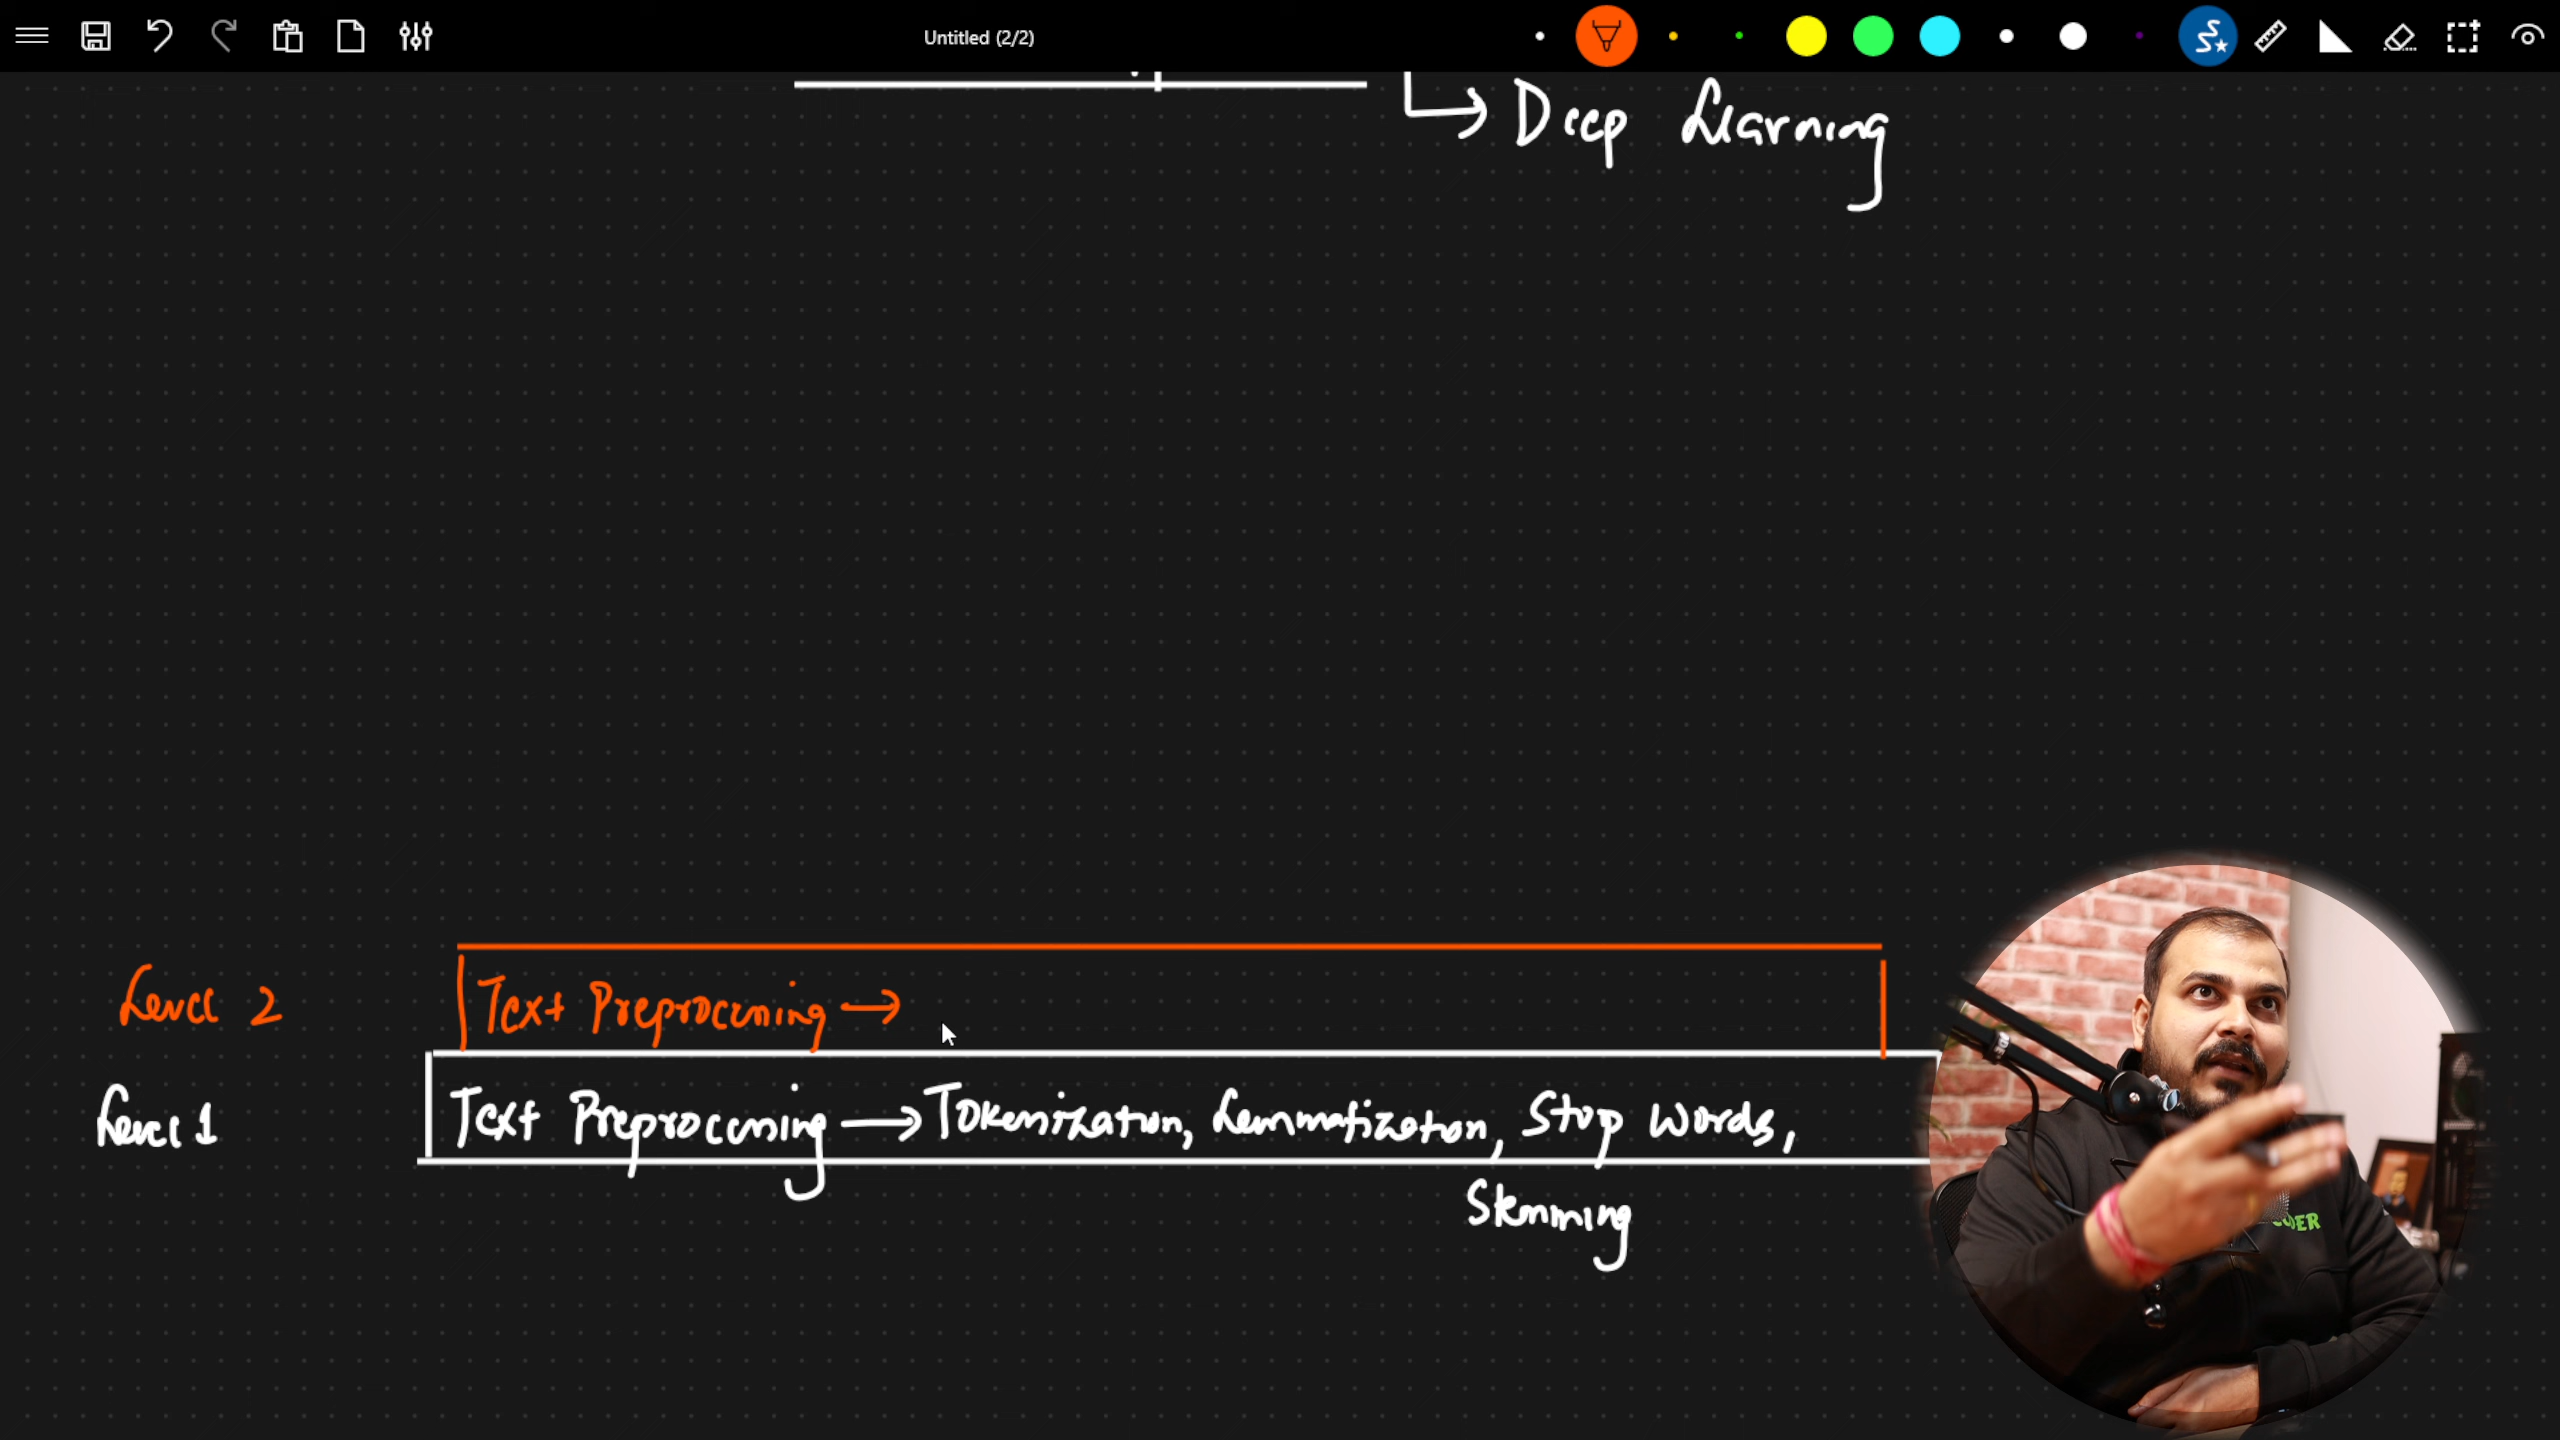 Untitled (2/2)
Deep Learning
Level 2 Text Preprocessing →
Level 1 Text Preprocessing → Tokenization, Lemmatization, Stop Words,
Stemming